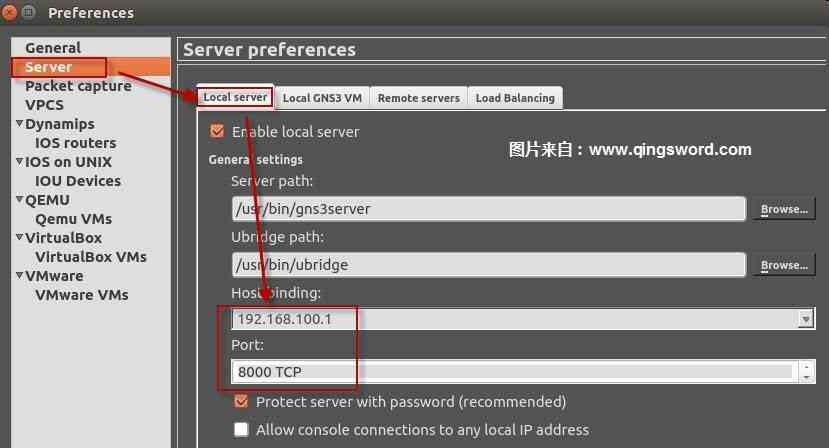 Preferences
General
Server
Packet capture
VPCS
Dynamips
IOS routers
IOS on UNIX
IOU Devices
QEMU
Qemu VMs
VirtualBox
VirtualBox VMs
VMware
VMware VMs
Server preferences
Local server
Local GNS3 VM
Remote servers
Load Balancing
Enable local server
图片来自：www.qingsword.com
General settings
Server path:
/usr/bin/gns3server
Browse...
Ubridge path:
/usr/bin/ubridge
Browse...
Host binding:
192.168.100.1
Port:
8000 TCP
Protect server with password (recommended)
Allow console connections to any local IP address